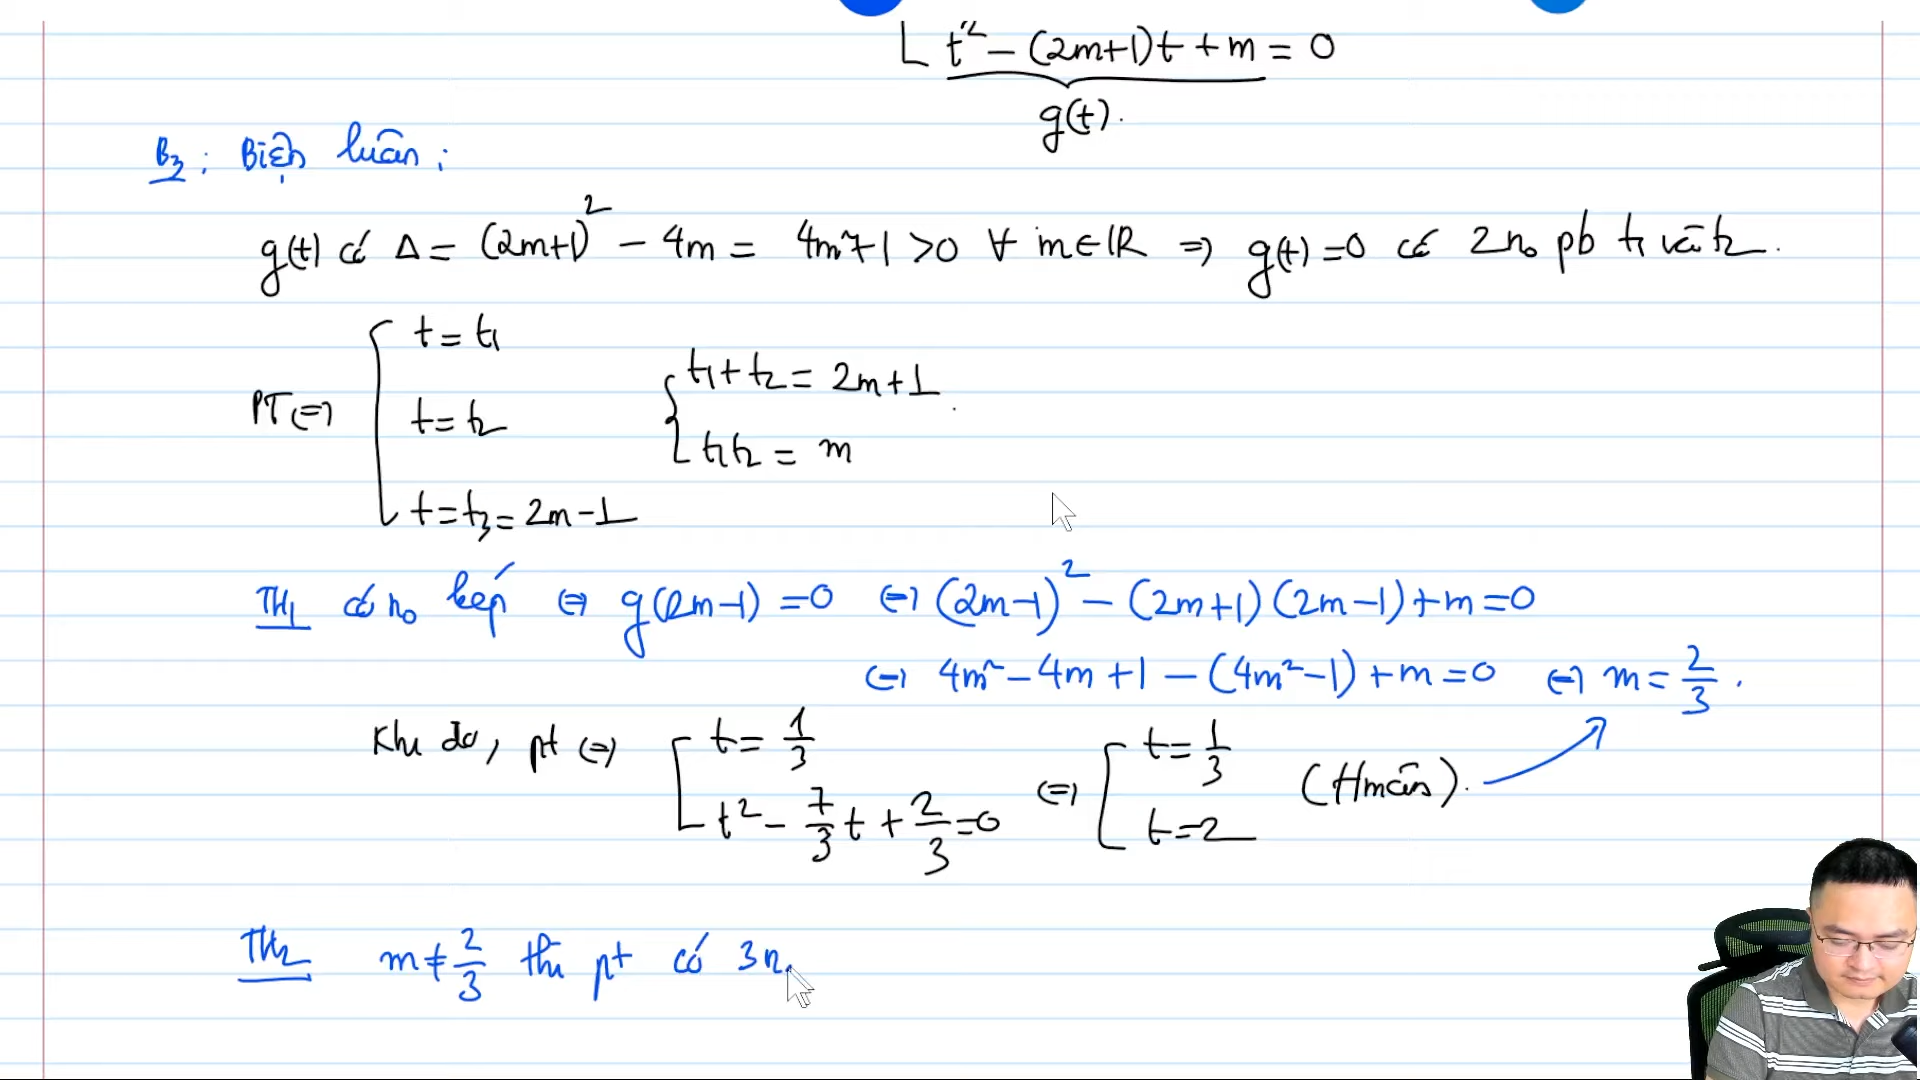 t² − (2m+1)t + m = 0
g(t).
B3: Biện luận:
g(t) có Δ = (2m+1)² − 4m = 4m²+1 >0 ∀ m∈ℝ ⇒ g(t)=0 có 2 no pb t1 và t2.
t = t1
PT ⇔ t = t2
t = t3 = 2m−1
t1 + t2 = 2m+1
t1t2 = m
TH1 có no kép ⇔ g(2m−1) = 0 ⇔ (2m−1)² − (2m+1)(2m−1) + m = 0
⇔ 4m² − 4m + 1 − (4m²−1) + m = 0 ⇔ m = 2/3.
Khi đó, pt ⇔ [ t = 1/3 ; t² − 7/3 t + 2/3 = 0 ⇔ [ t = 1/3 ; t = 2 (t/mãn).
TH2 m ≠ 2/3 thì pt có 3 n